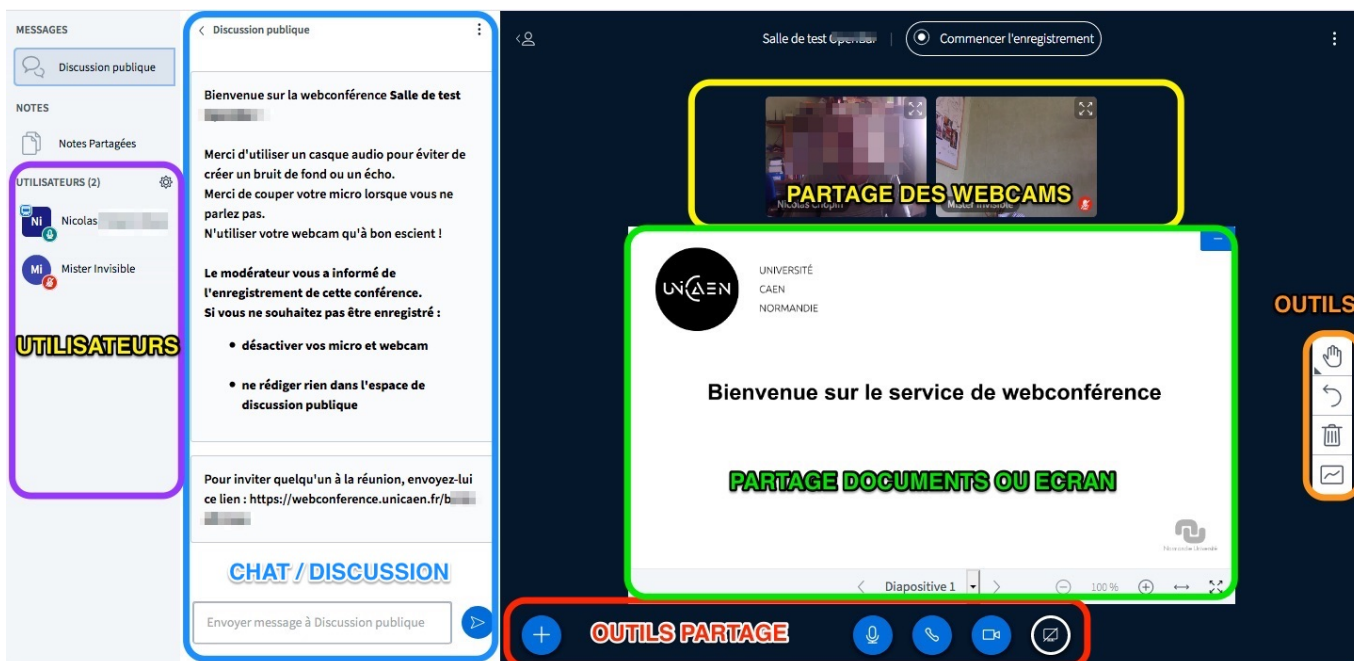 MESSAGES
Discussion publique
NOTES
Notes Partagées
UTILISATEURS (2)
Ni
Nicolas
Mi
Mister Invisible
UTILISATEURS
Discussion publique
Bienvenue sur la webconférence Salle de test
Merci d'utiliser un casque audio pour éviter de
créer un bruit de fond ou un écho.
Merci de couper votre micro lorsque vous ne
parlez pas.
N'utiliser votre webcam qu'à bon escient !
Le modérateur vous a informé de
l'enregistrement de cette conférence.
Si vous ne souhaitez pas être enregistré :
• désactiver vos micro et webcam
• ne rédiger rien dans l'espace de
discussion publique
Pour inviter quelqu'un à la réunion, envoyez-lui
ce lien : https://webconference.unicaen.fr/b
CHAT / DISCUSSION
Envoyer message à Discussion publique
Salle de test
Commencer l'enregistrement
PARTAGE DES WEBCAMS
Nicolas Chopin
Mister Invisible
UNICAEN
UNIVERSITÉ
CAEN
NORMANDIE
Bienvenue sur le service de webconférence
PARTAGE DOCUMENTS OU ECRAN
Normandie Université
Diapositive 1
100 %
OUTILS PARTAGE
OUTILS